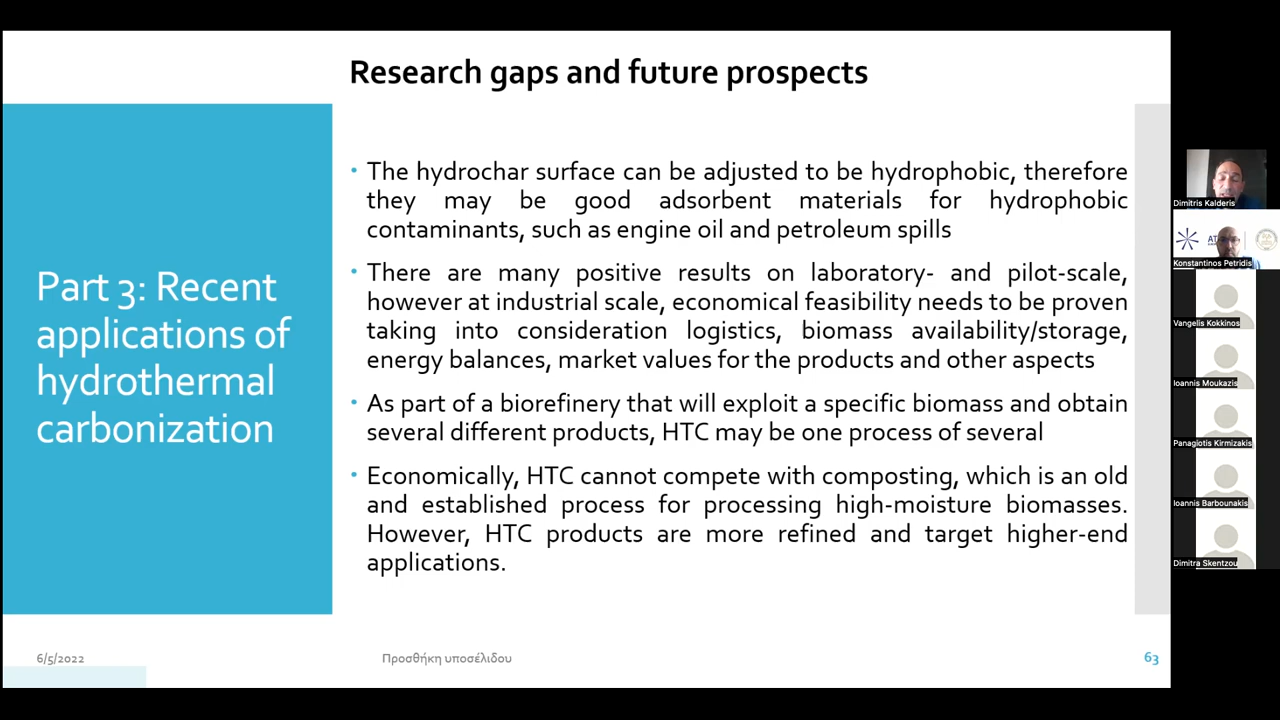 Research gaps and future prospects
Part 3: Recent
applications of
hydrothermal
carbonization
• The hydrochar surface can be adjusted to be hydrophobic, therefore
they may be good adsorbent materials for hydrophobic
contaminants, such as engine oil and petroleum spills
• There are many positive results on laboratory- and pilot-scale,
however at industrial scale, economical feasibility needs to be proven
taking into consideration logistics, biomass availability/storage,
energy balances, market values for the products and other aspects
• As part of a biorefinery that will exploit a specific biomass and obtain
several different products, HTC may be one process of several
• Economically, HTC cannot compete with composting, which is an old
and established process for processing high-moisture biomasses.
However, HTC products are more refined and target higher-end
applications.
6/5/2022
Προσθήκη υποσέλιδου
63
Dimitris Kalderis
Konstantinos Petridis
Vangelis Kokkinos
Ioannis Moukazis
Panagiotis Kirmizakis
Ioannis Barbounakis
Dimitra Skentzou